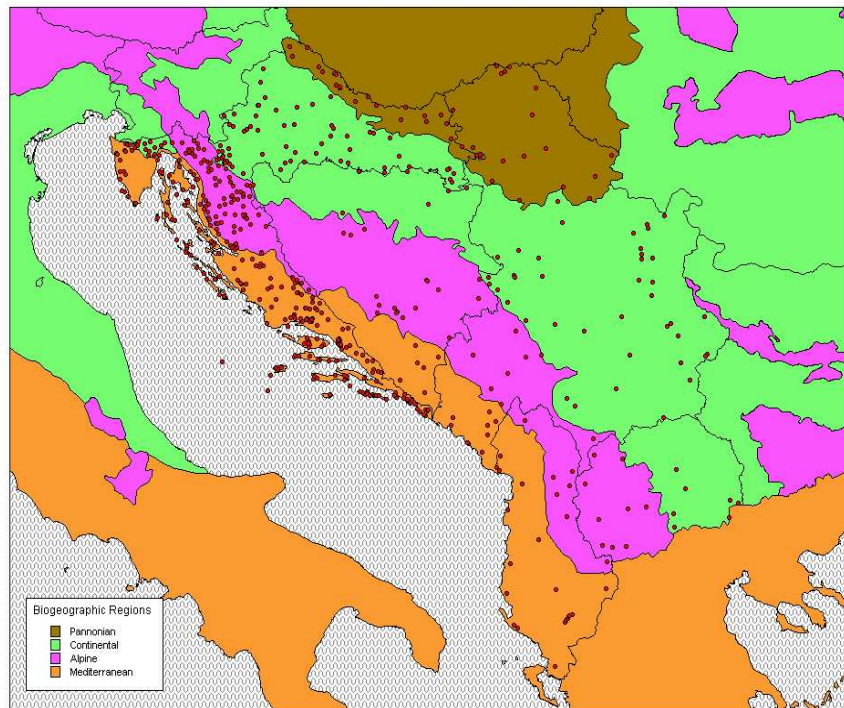 Biogeographic Regions
Pannonian
Continental
Alpine
Mediterranean